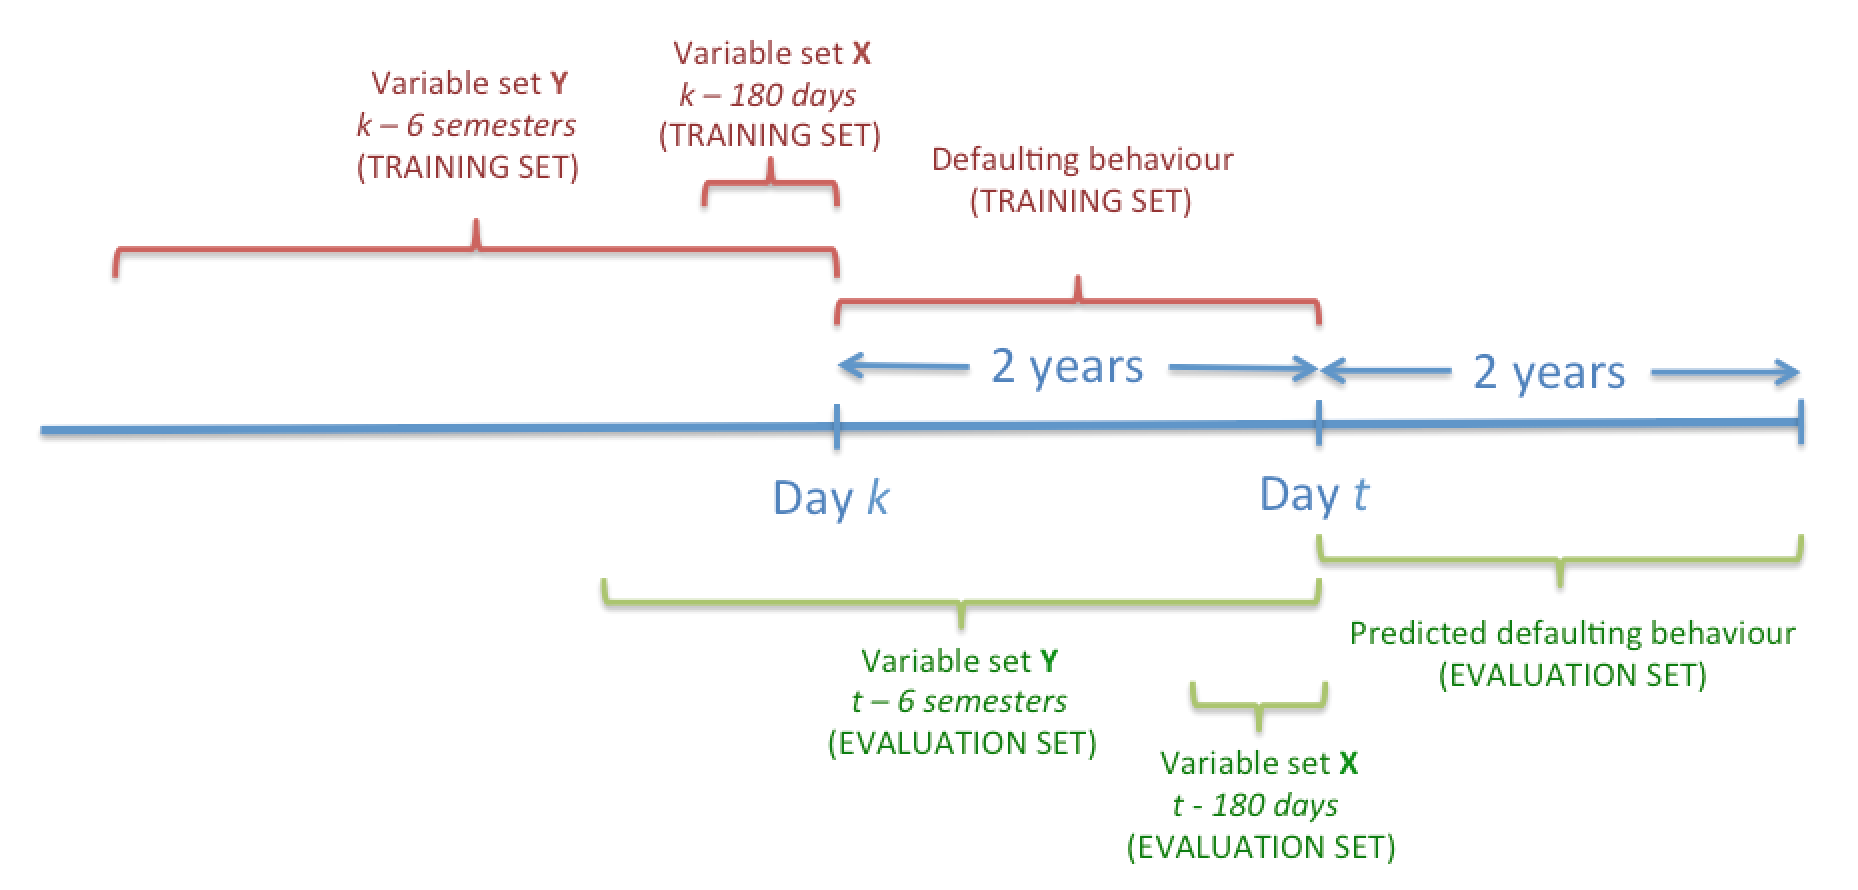 Variable set Y
k – 6 semesters
(TRAINING SET)
Variable set X
k – 180 days
(TRAINING SET)
Defaulting behaviour
(TRAINING SET)
2 years
2 years
Day k
Day t
Variable set Y
t – 6 semesters
(EVALUATION SET)
Predicted defaulting behaviour
(EVALUATION SET)
Variable set X
t - 180 days
(EVALUATION SET)